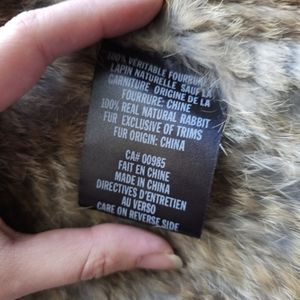 100% VERITABLE FOURRURE
LAPIN NATURELLE SAUF LA
GARNITURE ORIGINE DE LA
FOURRURE: CHINE
100% REAL NATURAL RABBIT
FUR EXCLUSIVE OF TRIMS
FUR ORIGIN: CHINA
CA# 00985
FAIT EN CHINE
MADE IN CHINA
DIRECTIVES D'ENTRETIEN
AU VERSO
CARE ON REVERSE SIDE